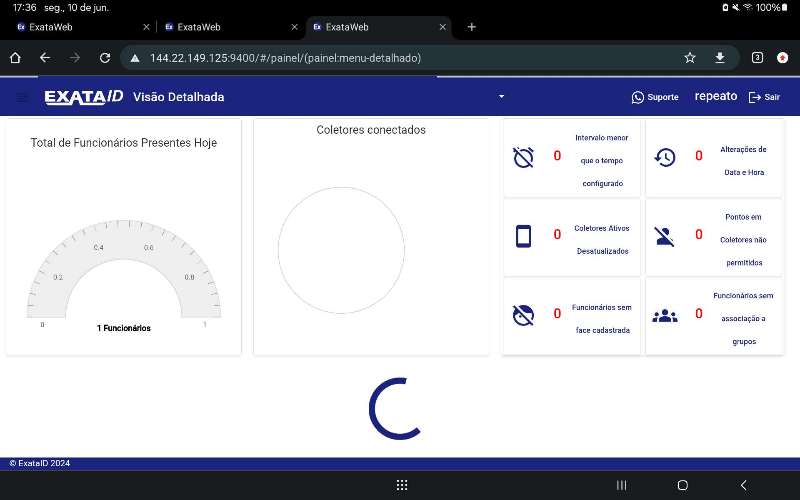 17:36 seg., 10 de jun.
100%
ExataWeb
ExataWeb
ExataWeb
144.22.149.125:9400/#/painel/(painel:menu-detalhado)
3
EXATAID Visão Detalhada
Suporte
repeato
Sair
Total de Funcionários Presentes Hoje
0
0.2
0.4
0.6
0.8
1
1 Funcionários
Coletores conectados
0
Intervalo menor
que o tempo
configurado
0
Alterações de
Data e Hora
0
Coletores Ativos
Desatualizados
0
Pontos em
Coletores não
permitidos
0
Funcionários sem
face cadastrada
0
Funcionários sem
associação a
grupos
© ExataID 2024